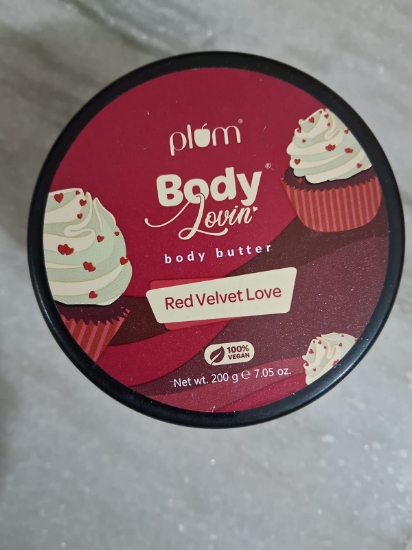 plum®
Body®
Lovin'
body butter
Red Velvet Love
100%
VEGAN
Net wt. 200 g ℮ 7.05 oz.